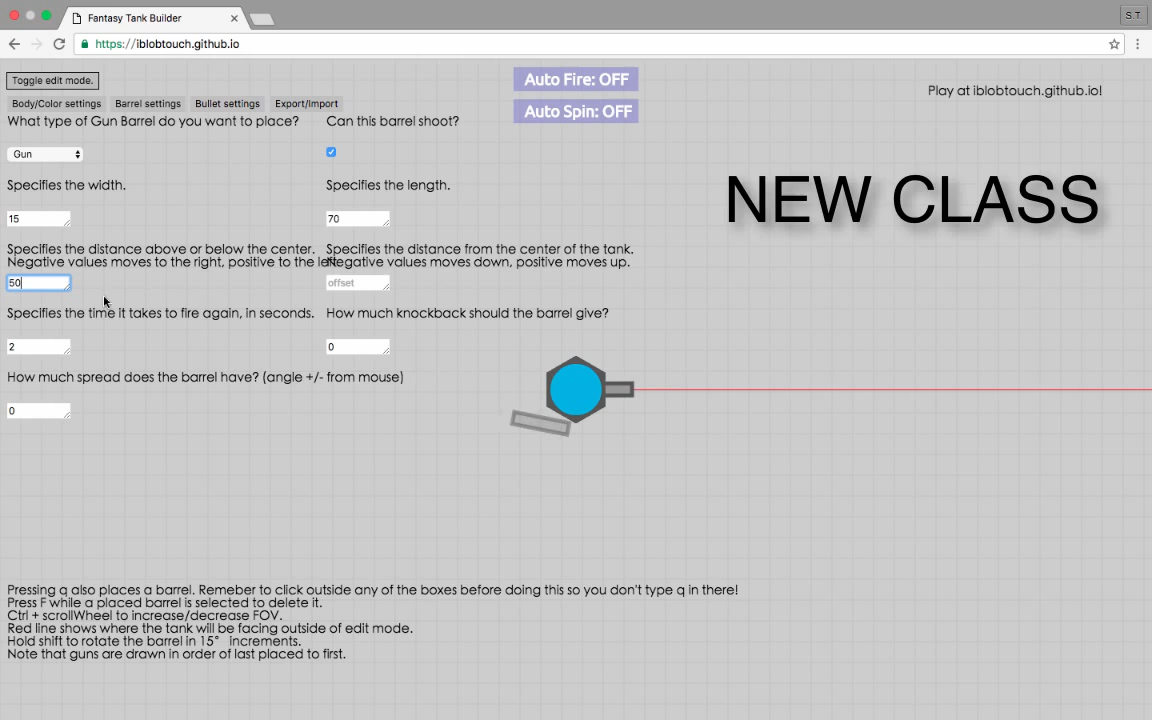 Fantasy Tank Builder
S.T.
https://iblobtouch.github.io
Toggle edit mode.
Auto Fire: OFF
Play at iblobtouch.github.io!
Body/Color settings
Barrel settings
Bullet settings
Export/Import
Auto Spin: OFF
What type of Gun Barrel do you want to place?
Can this barrel shoot?
Gun
Specifies the width.
Specifies the length.
NEW CLASS
15
70
Specifies the distance above or below the center.
Negative values moves to the right, positive to the left.
Specifies the distance from the center of the tank.
Negative values moves down, positive moves up.
50
offset
Specifies the time it takes to fire again, in seconds.
How much knockback should the barrel give?
2
0
How much spread does the barrel have? (angle +/- from mouse)
0
Pressing q also places a barrel. Remeber to click outside any of the boxes before doing this so you don't type q in there!
Press F while a placed barrel is selected to delete it.
Ctrl + scrollWheel to increase/decrease FOV.
Red line shows where the tank will be facing outside of edit mode.
Hold shift to rotate the barrel in 15° increments.
Note that guns are drawn in order of last placed to first.